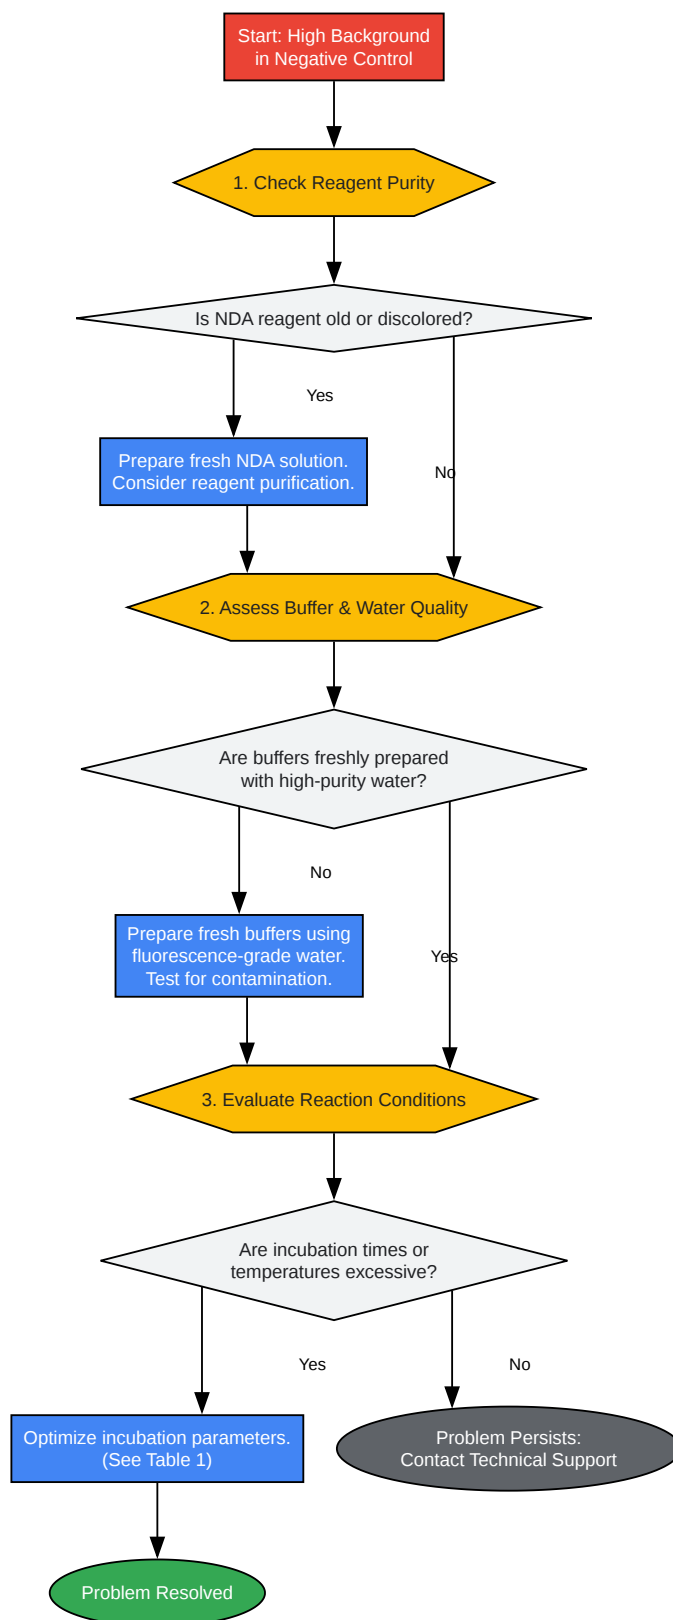 Start: High Background
in Negative Control
1. Check Reagent Purity
Is NDA reagent old or discolored?
Yes
Prepare fresh NDA solution.
Consider reagent purification.
No
2. Assess Buffer & Water Quality
Are buffers freshly prepared
with high-purity water?
No
Prepare fresh buffers using
fluorescence-grade water.
Test for contamination.
Yes
3. Evaluate Reaction Conditions
Are incubation times or
temperatures excessive?
Yes
No
Optimize incubation parameters.
(See Table 1)
Problem Persists:
Contact Technical Support
Problem Resolved